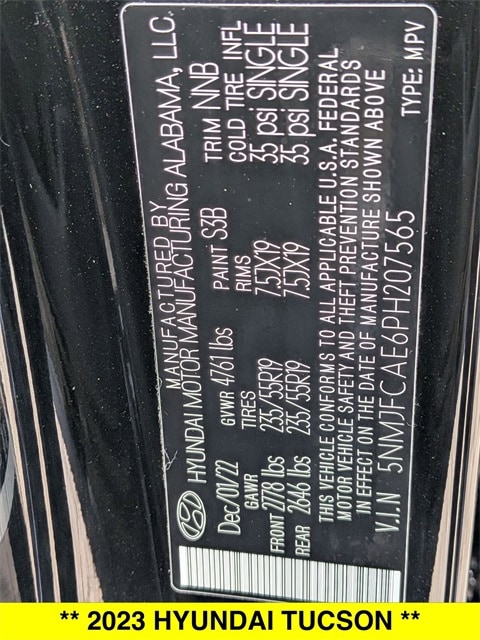 MANUFACTURED BY
HYUNDAI MOTOR MANUFACTURING ALABAMA, LLC.
Dec/01/22 GVWR 4761 lbs PAINT S3B TRIM NNB
GAWR TIRES RIMS COLD TIRE INFL
FRONT 2778 lbs 235/55R19 7.5JX19 35 psi SINGLE
REAR 2646 lbs 235/55R19 7.5JX19 35 psi SINGLE
THIS VEHICLE CONFORMS TO ALL APPLICABLE U.S.A. FEDERAL
MOTOR VEHICLE SAFETY AND THEFT PREVENTION STANDARDS
IN EFFECT ON THE DATE OF MANUFACTURE SHOWN ABOVE
V.I.N 5NMJFCAE6PH207565 TYPE: MPV
** 2023 HYUNDAI TUCSON **